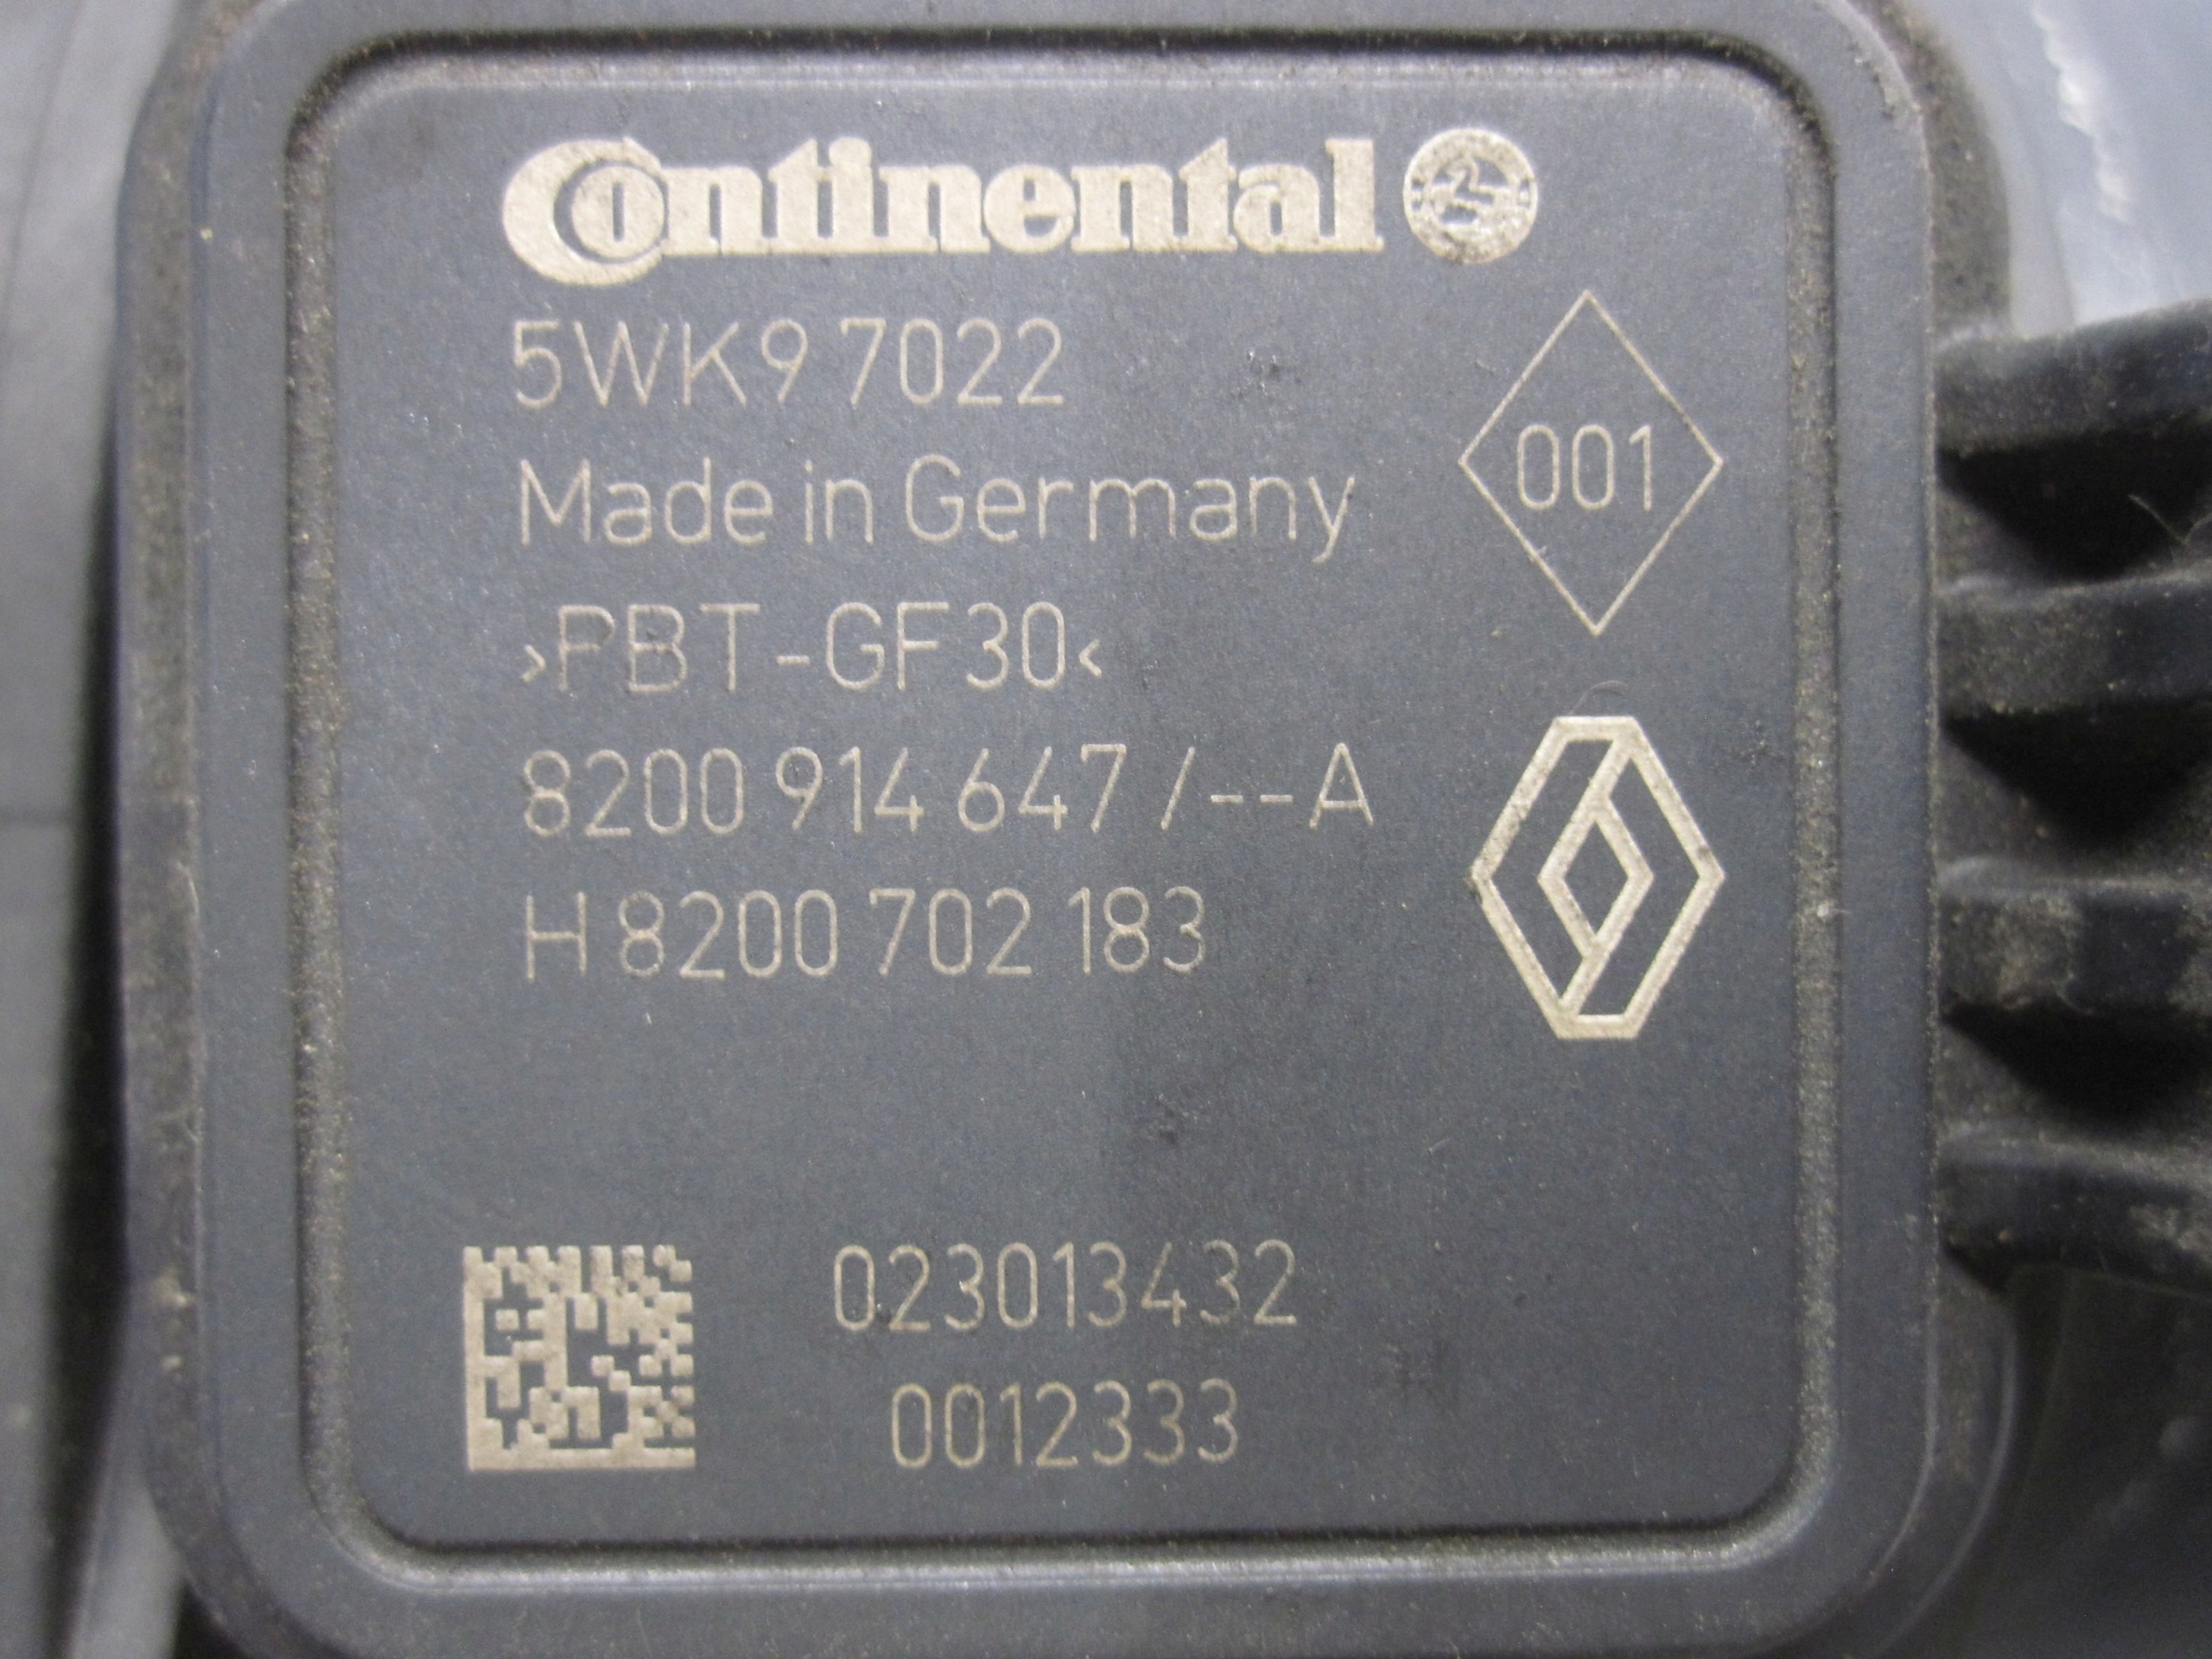 Continental
5WK9 7022
001
Made in Germany
>PBT-GF30<
8200 914 647 /--A
H 8200 702 183
023013432
0012333